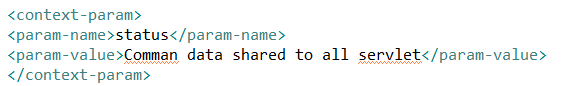 <context-param>
<param-name>status</param-name>
<param-value>Comman data shared to all servlet</param-value>
</context-param>